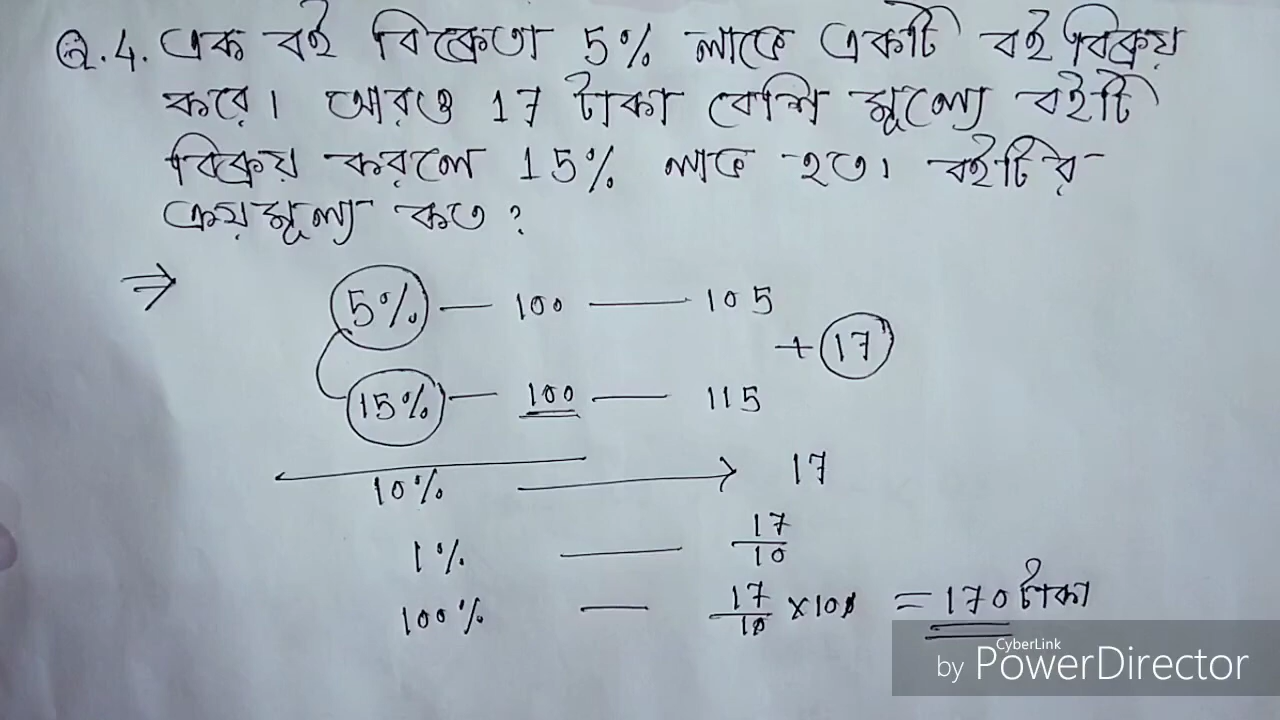 Q.4. এক বই বিক্রেতা 5% লাভে একটি বই বিক্রয়
করে। আরও 17 টাকা বেশি মূল্যে বইটি
বিক্রয় করলে 15% লাভ হত। বইটির
ক্রয়মূল্য কত?
⇒ 5% — 100 — 105
+ 17
15% — 100 — 115
10% → 17
1% — 17/10
100% — 17/10 × 100 = 170 টাকা
CyberLink
by PowerDirector